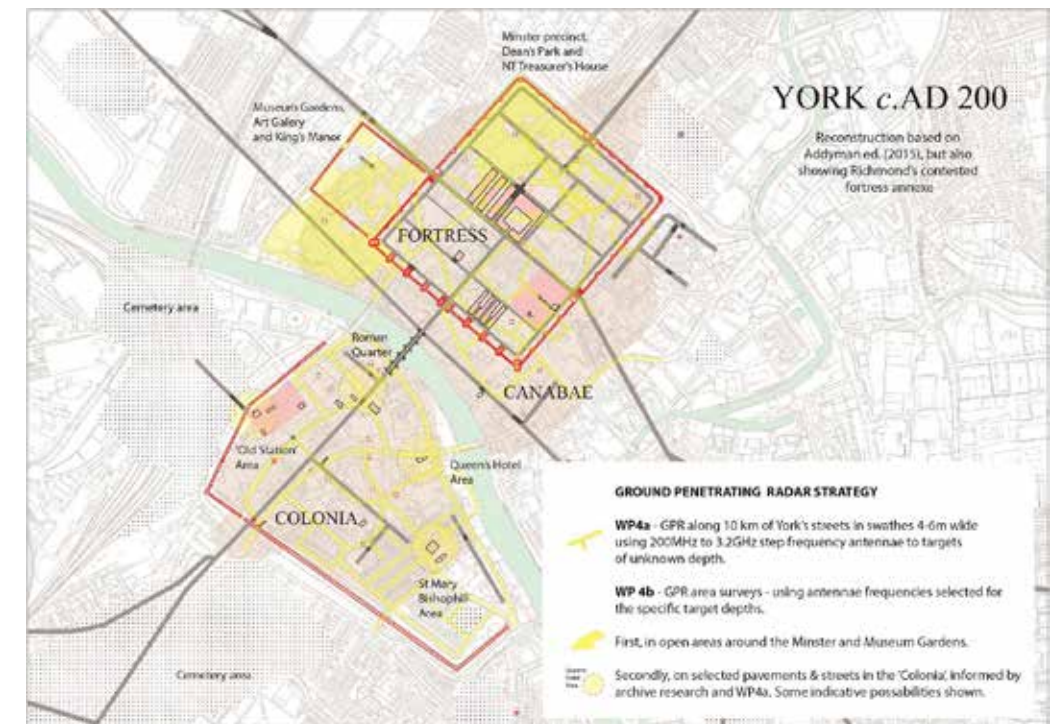 Minster precinct,
Dean's Park and
NT Treasurer's House
YORK c.AD 200
Reconstruction based on
Addyman ed. (2015), but also
showing Richmond's contested
fortress annexe
Museum Gardens,
Art Gallery
and King's Manor
FORTRESS
Cemetery area
Roman
Quarter
CANABAE
'Old Station'
Area
Queen's Hotel
Area
COLONIA
St Mary
Bishophill
Area
Cemetery area
GROUND PENETRATING RADAR STRATEGY
WP4a - GPR along 10 km of York's streets in swathes 4-6m wide
using 200MHz to 3.2GHz step frequency antennae to targets
of unknown depth.
WP 4b - GPR area surveys - using antennae frequencies selected for
the specific target depths.
First, in open areas around the Minster and Museum Gardens.
Secondly, on selected pavements & streets in the 'Colonia', informed by
archive research and WP4a. Some indicative possabilities shown.